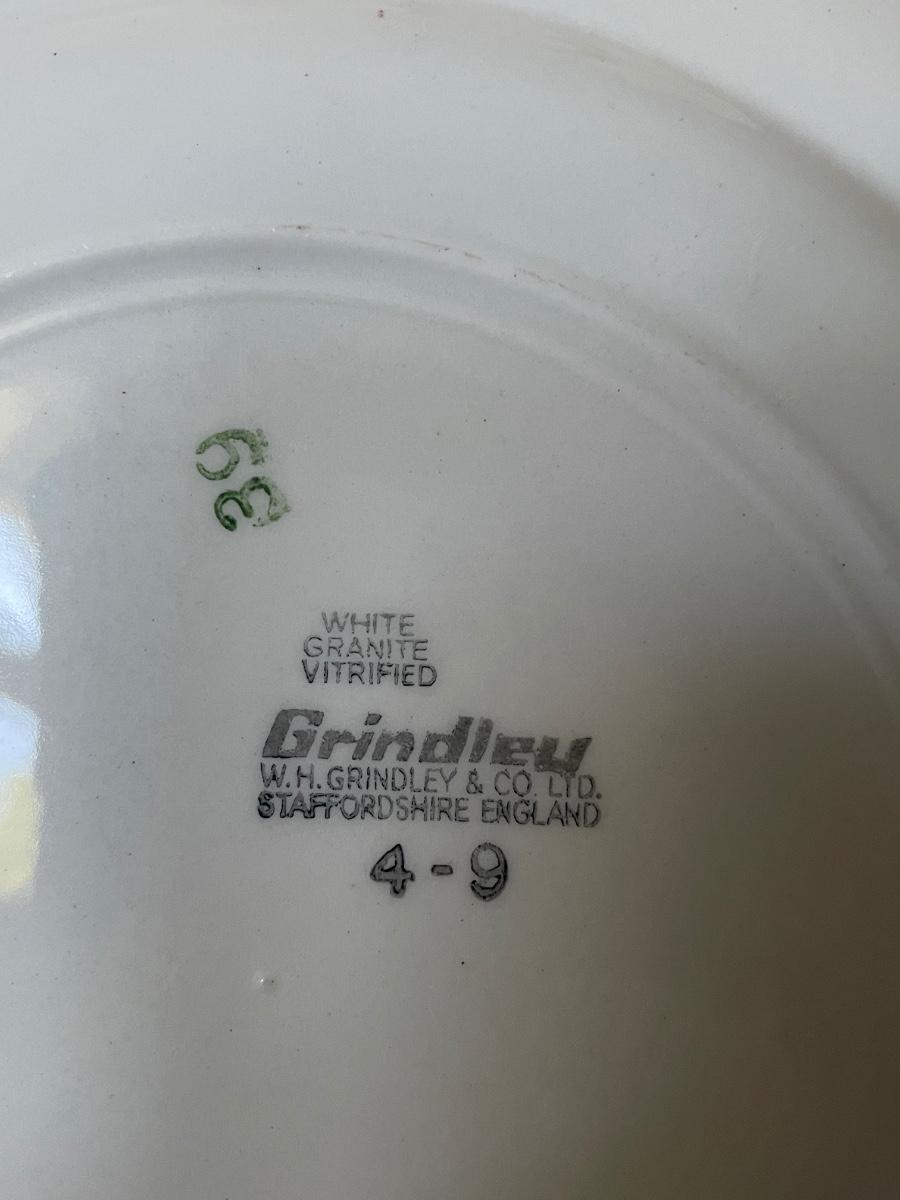 39
WHITE
GRANITE
VITRIFIED
Grindley
W.H. GRINDLEY & CO. LTD.
STAFFORDSHIRE ENGLAND
4-9